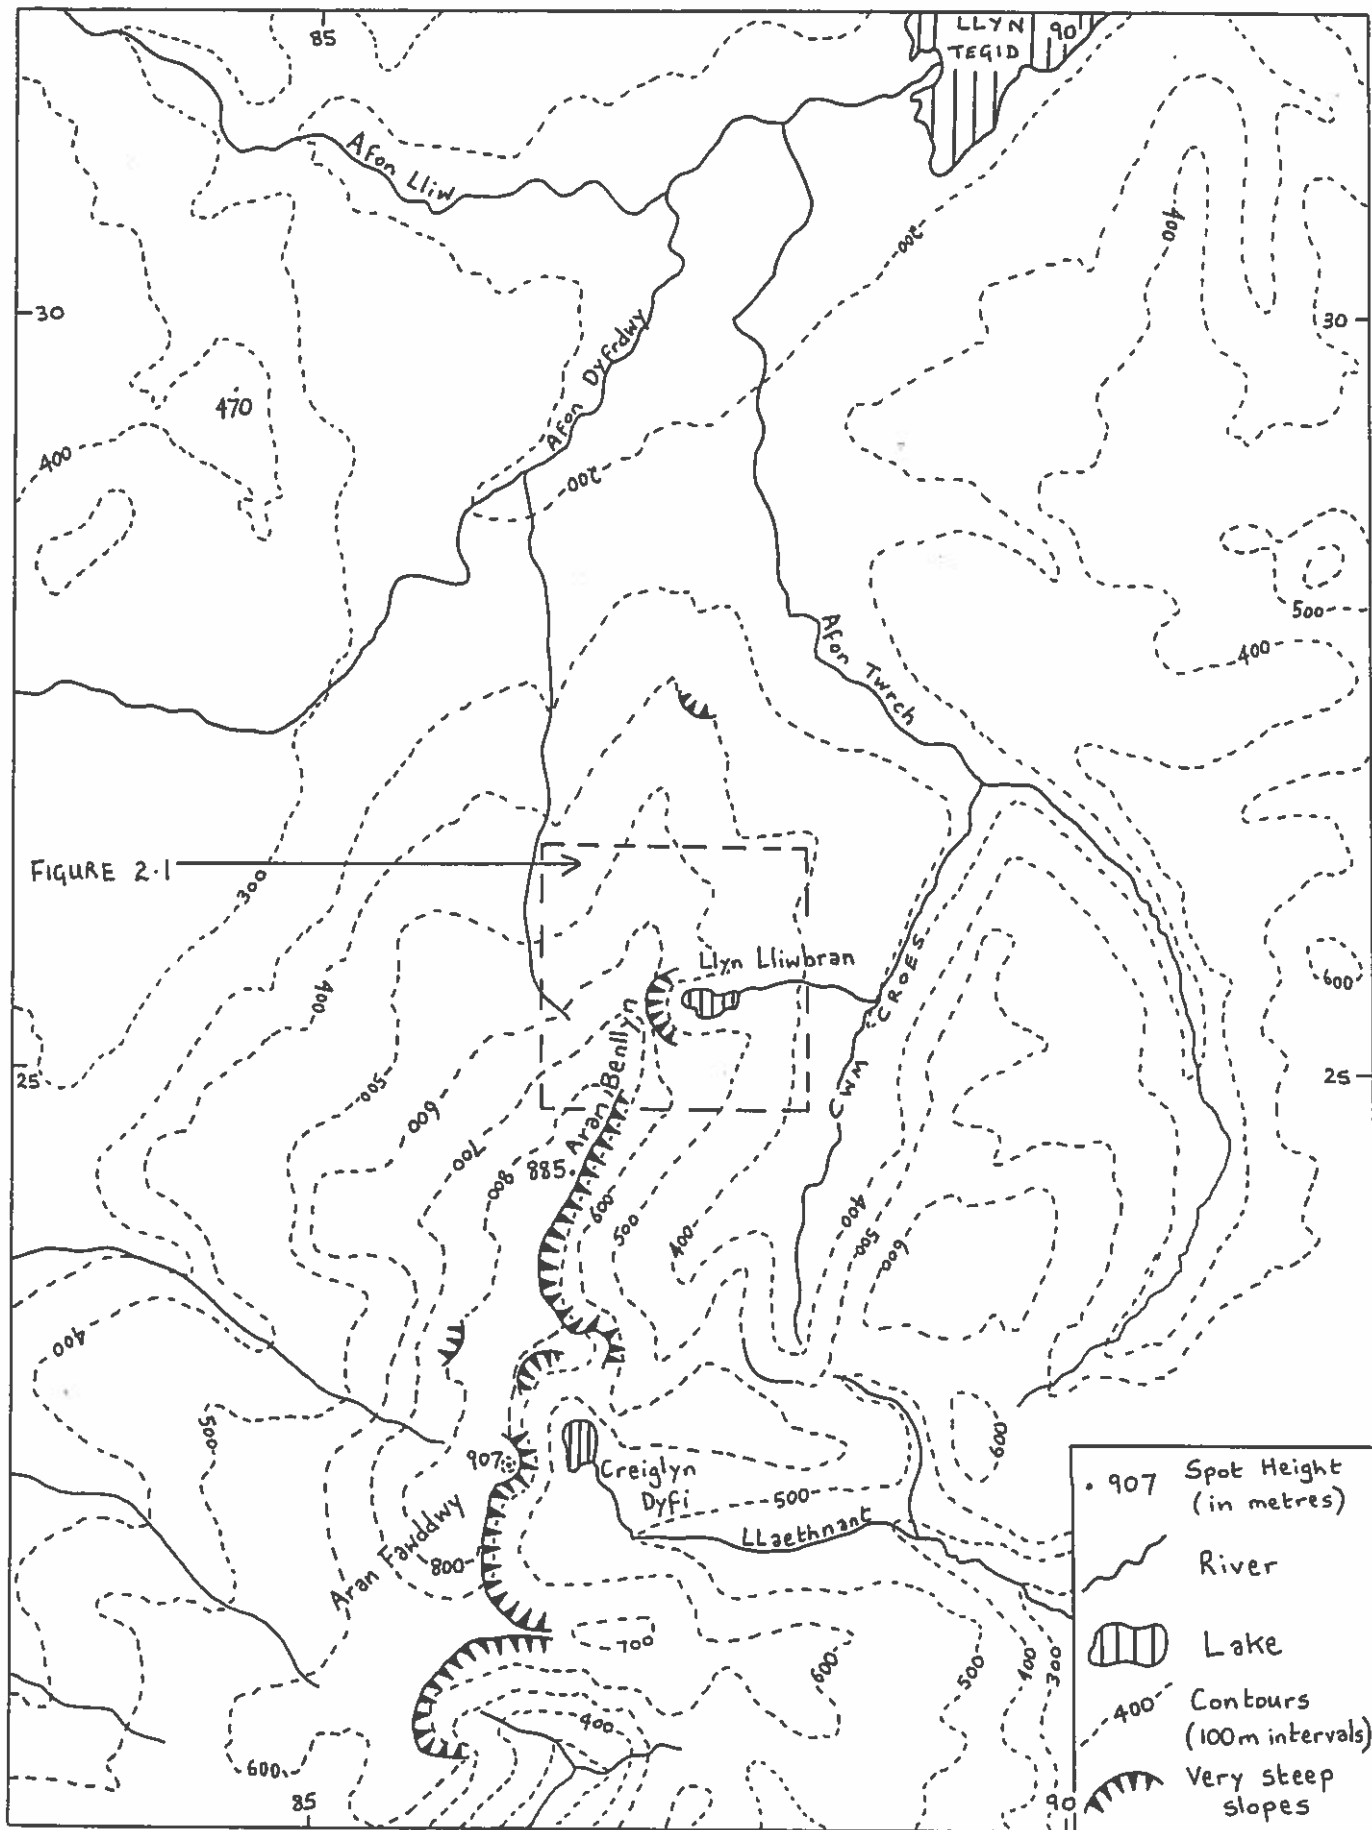 85
LLYN
TEGID
90
Afon Lliw
400
200
30
30
Afon Dyfrdwy
470
400
200
500
400
Afon Twrch
FIGURE 2.1
300
CWM CROES
Llyn Lliwbran
600
400
25
25
500
Aran Benllyn
600
700
885
800
600
500
400
400
500
600
400
500
600
907
Creiglyn
Dyfi
500
Llaethnant
Aran Fawddwy
800
700
600
500
400
300
400
600
85
90
907 Spot Height
(in metres)
River
Lake
400 Contours
(100m intervals)
Very steep
slopes